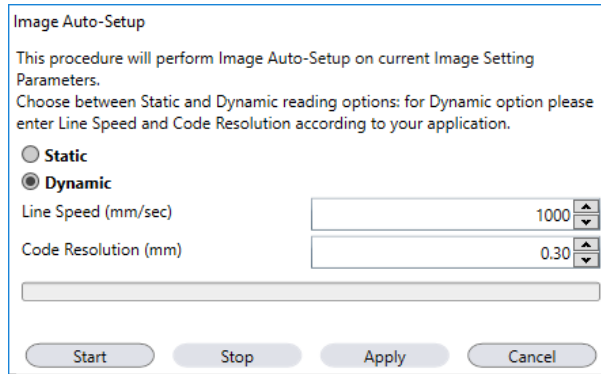 Image Auto-Setup
This procedure will perform Image Auto-Setup on current Image Setting
Parameters.
Choose between Static and Dynamic reading options: for Dynamic option please
enter Line Speed and Code Resolution according to your application.
Static
Dynamic
Line Speed (mm/sec) 1000
Code Resolution (mm) 0.30
Start Stop Apply Cancel